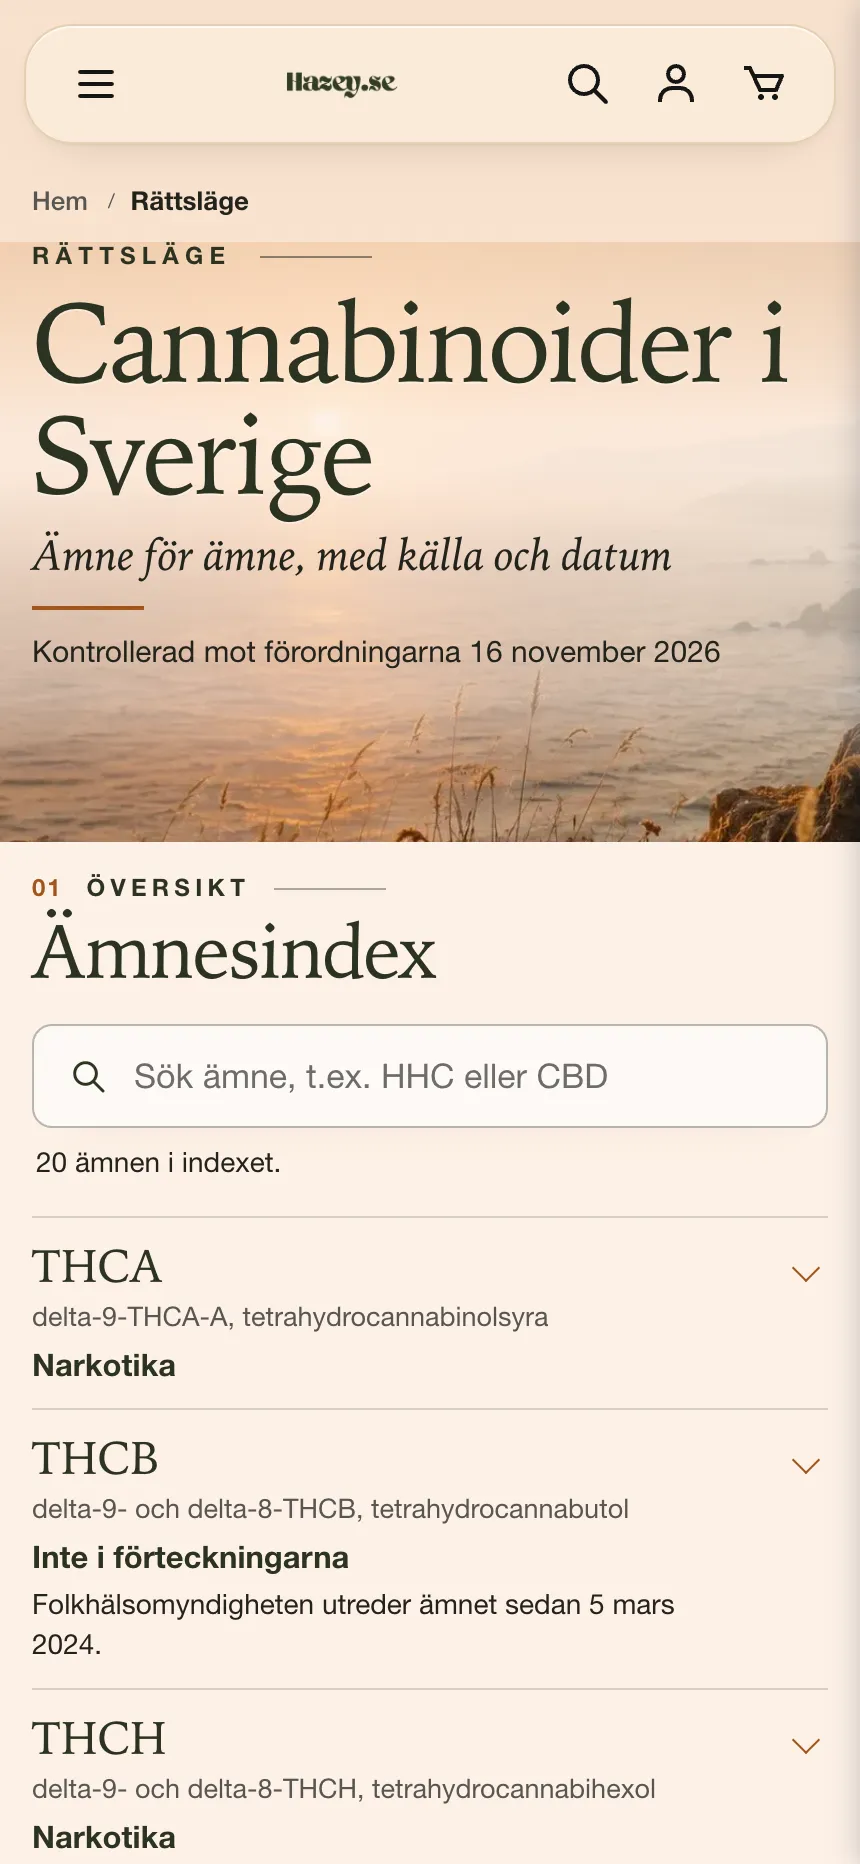 Hazey.se
Hem / Rättsläge
RÄTTSLÄGE
Cannabinoider i
Sverige
Ämne för ämne, med källa och datum
Kontrollerad mot förordningarna 16 november 2026
01 ÖVERSIKT
Ämnesindex
Sök ämne, t.ex. HHC eller CBD
20 ämnen i indexet.
THCA
delta-9-THCA-A, tetrahydrocannabinolsyra
Narkotika
THCB
delta-9- och delta-8-THCB, tetrahydrocannabutol
Inte i förteckningarna
Folkhälsomyndigheten utreder ämnet sedan 5 mars
2024.
THCH
delta-9- och delta-8-THCH, tetrahydrocannabihexol
Narkotika